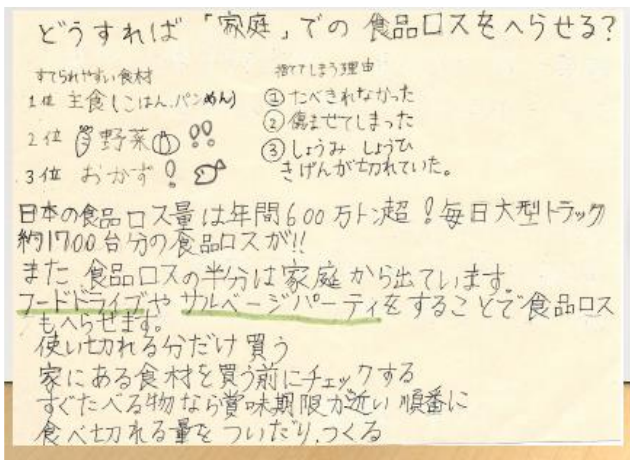 どうすれば「家庭」での食品ロスをへらせる?
すてられやすい食材
1位 主食(ごはん、パンめん)
2位 野菜
3位 おかず
捨ててしまう理由
①たべきれなかった
②傷ませてしまった
③しょうみ しょうひ
きげんが切れていた。
日本の食品ロス量は年間600万トン超!毎日大型トラック
約1700台分の食品ロスが!!
また 食品ロスの半分は家庭から出ています。
フードドライブや サルベージパーティをすることで食品ロス
もへらせます。
使い切れる分だけ買う
家にある食材を買う前にチェックする
すぐたべる物なら賞味期限が近い順番に
食べ切れる量をついだり、つくる